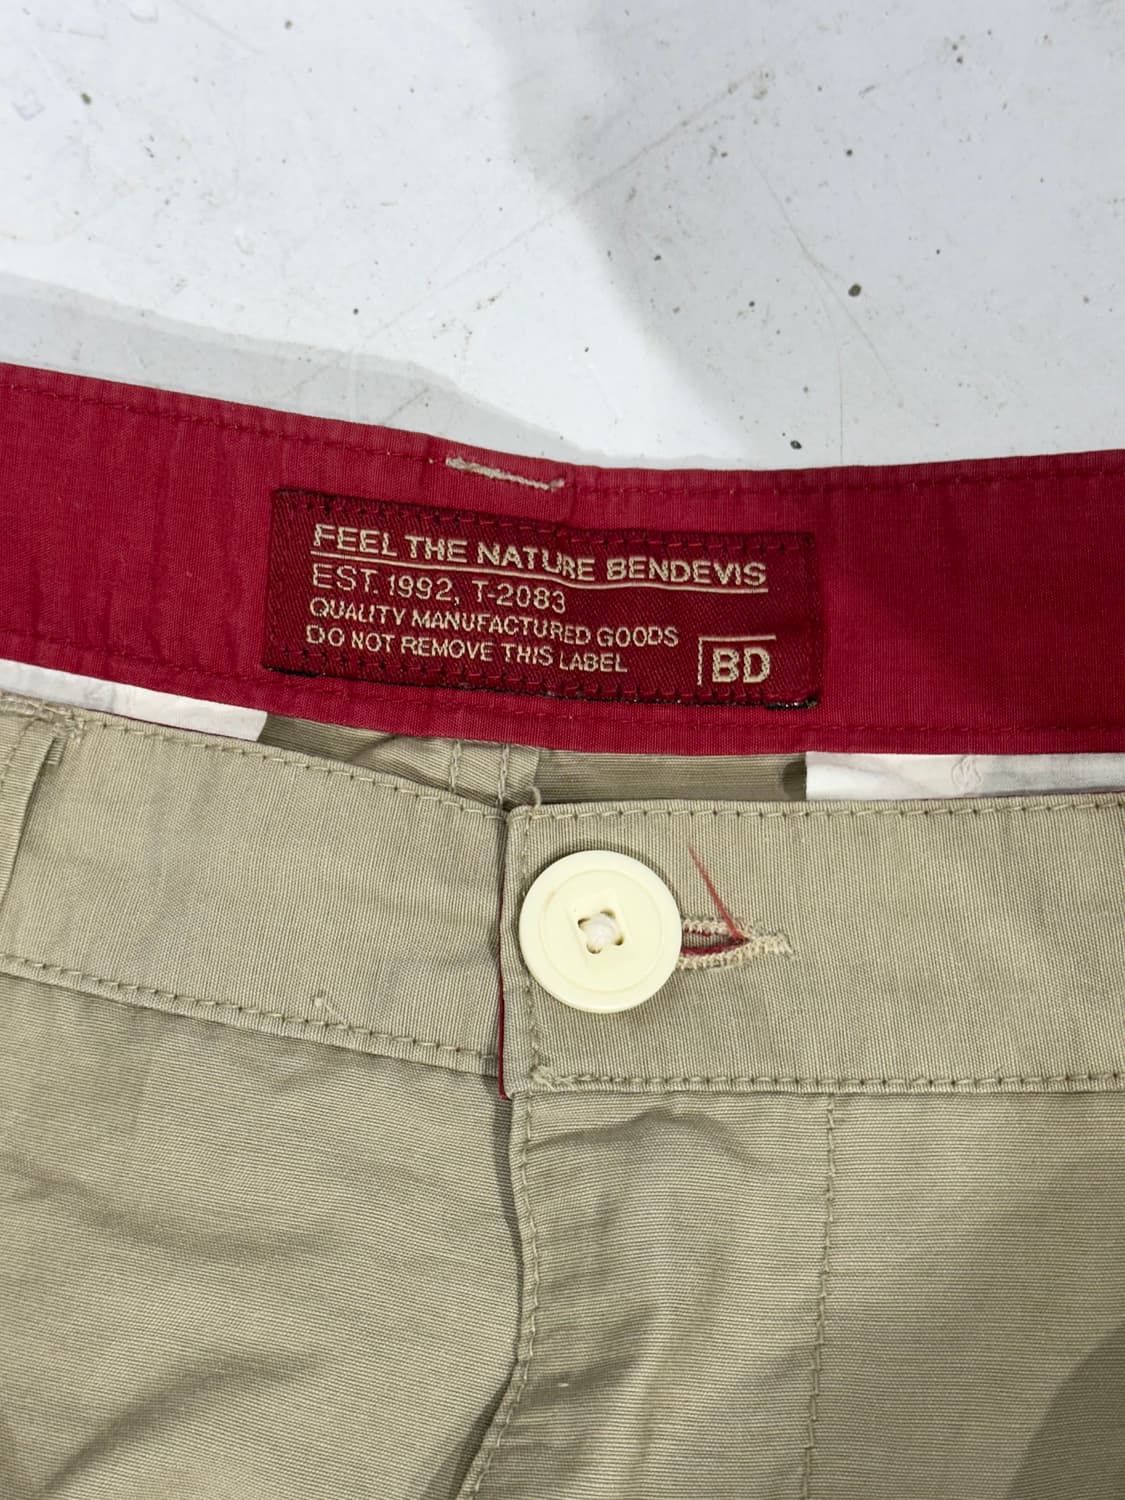 FEEL THE NATURE BENDEVIS
EST. 1992, T-2083
QUALITY MANUFACTURED GOODS
DO NOT REMOVE THIS LABEL
BD